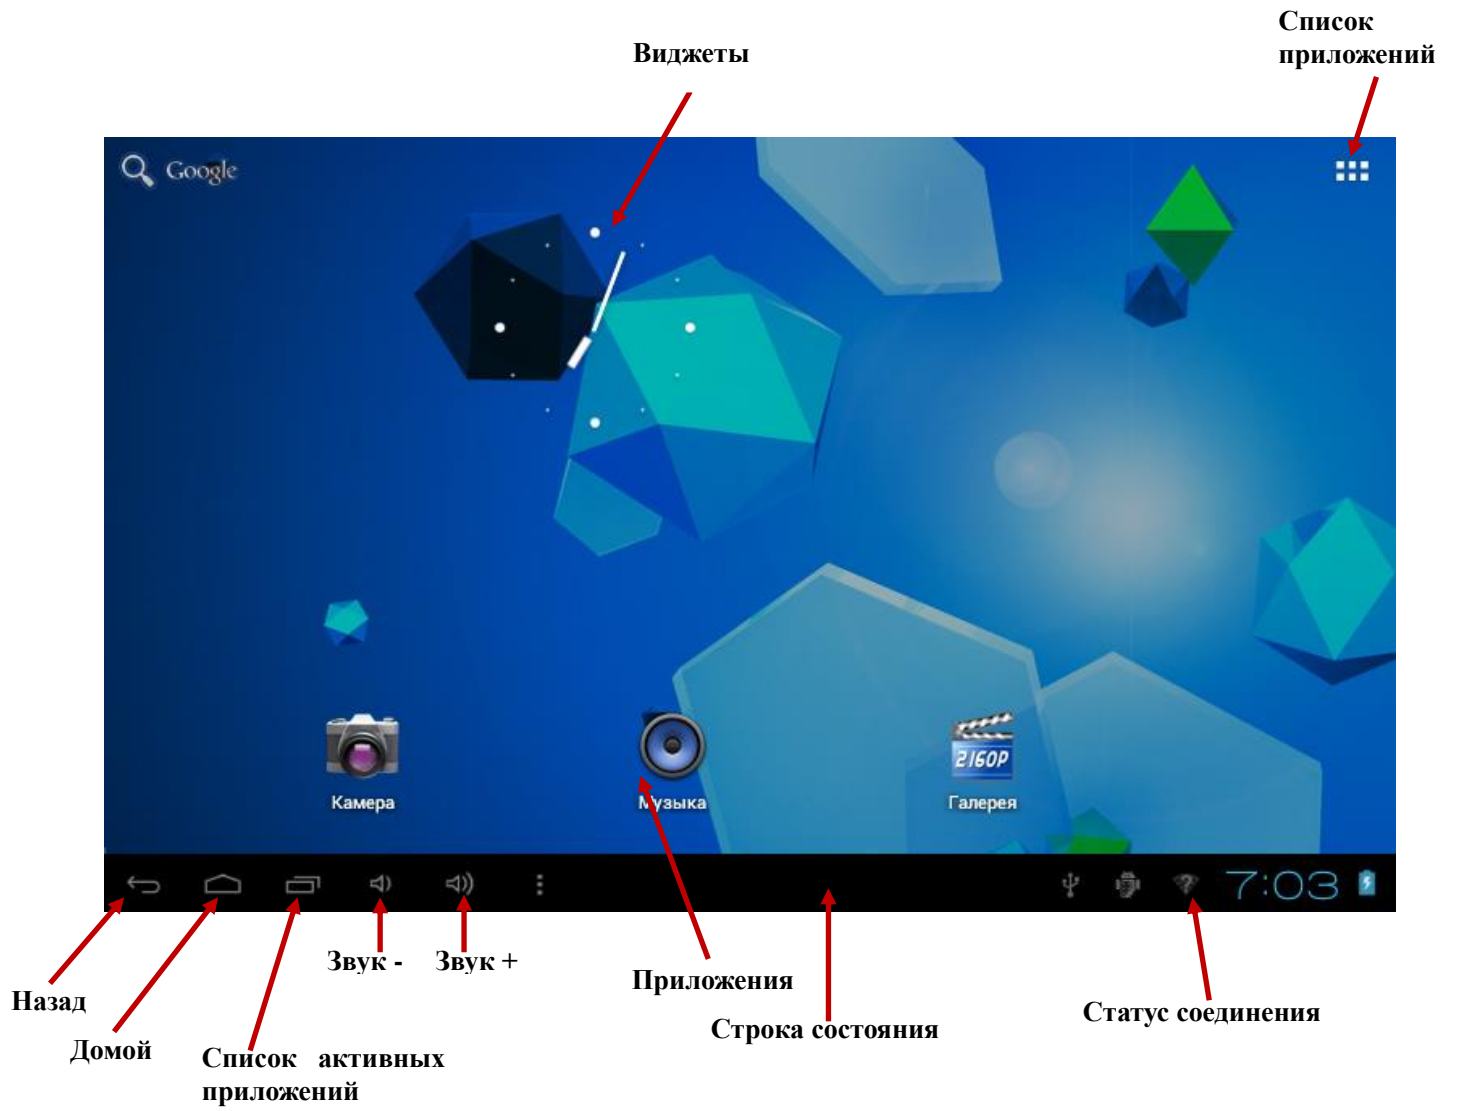 Список
приложений
Виджеты
Google
2160P
Камера
Музыка
Галерея
7:03
Звук -
Звук +
Приложения
Назад
Статус соединения
Строка состояния
Домой
Список активных
приложений